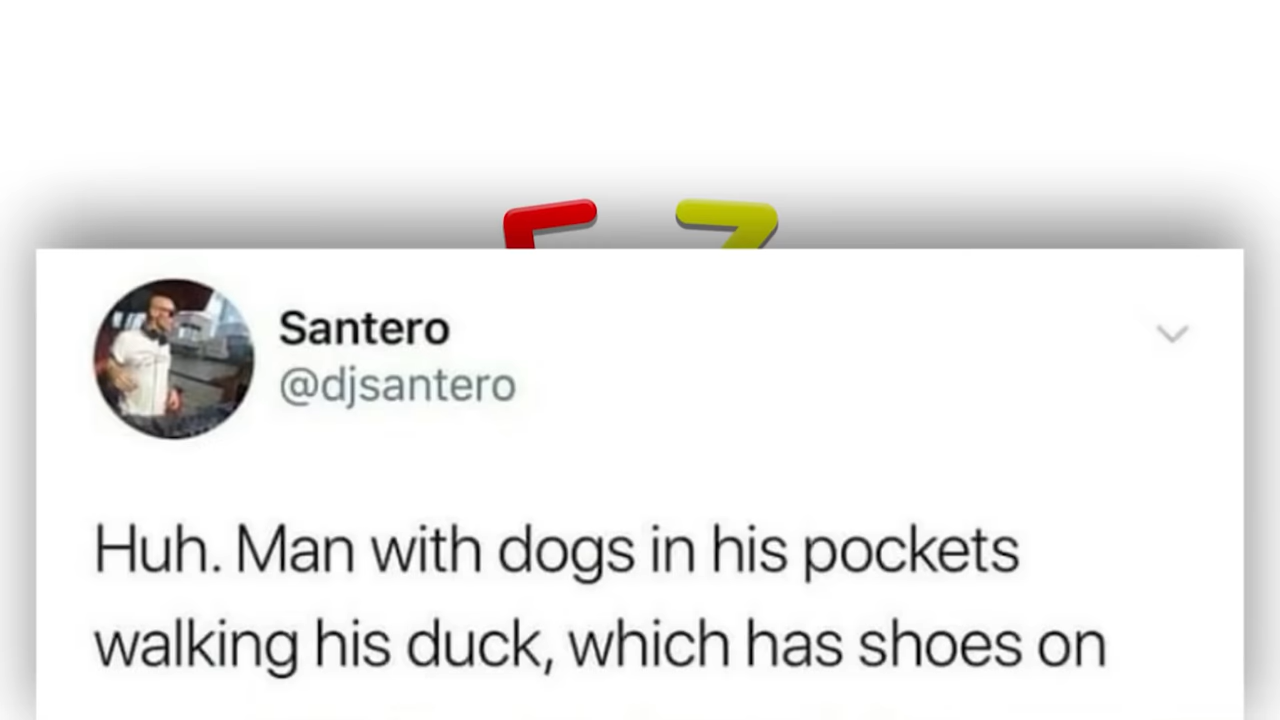 Santero
@djsantero
Huh. Man with dogs in his pockets
walking his duck, which has shoes on